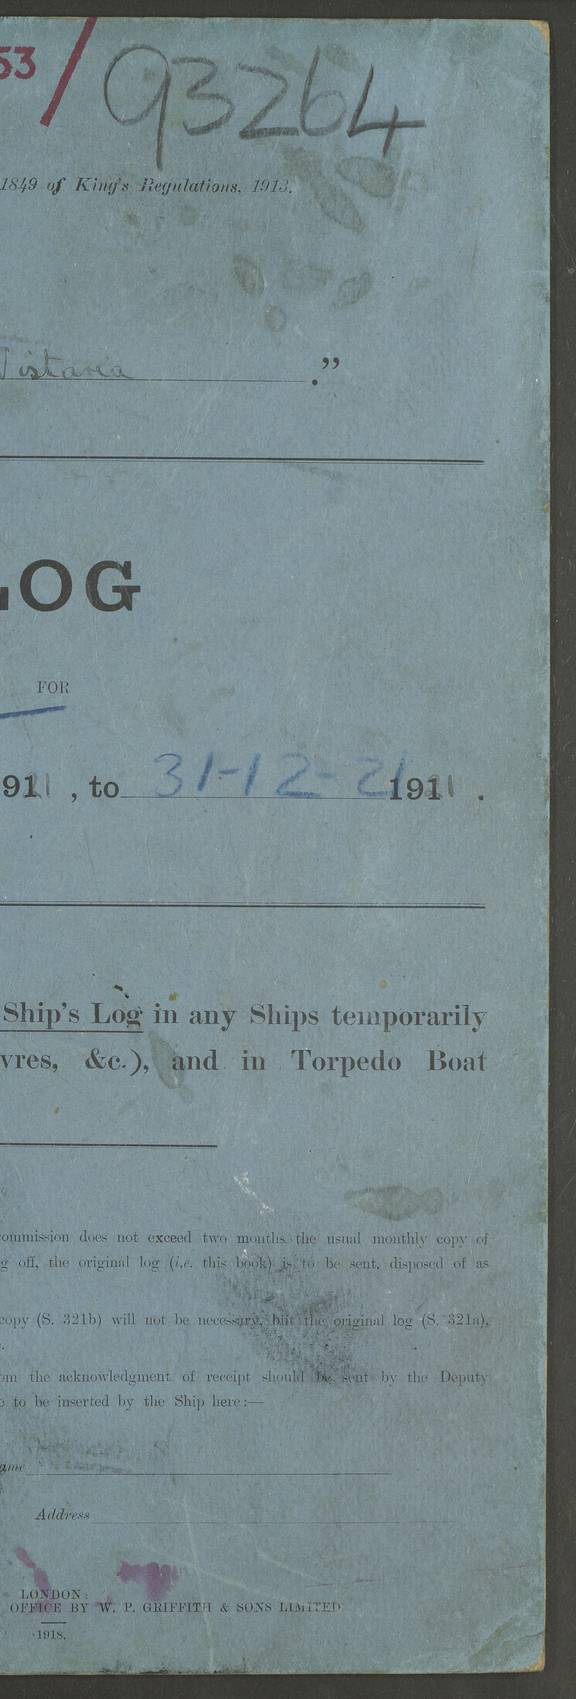 53/93264
1849 of King's Regulations, 1913.
istaria ."
LOG
FOR
191 , to 31-12-21 191 .
Ship's Log in any Ships temporarily
vres, &c.), and in Torpedo Boat
ommission does not exceed two months the usual monthly copy of
g off, the original log (i.e. this book) is to be sent, disposed of as
copy (S. 321b) will not be necessary, but the original log (S. 321a),
om the acknowledgment of receipt should be sent by the Deputy
e to be inserted by the Ship here:—
ame
Address
LONDON:
OFFICE BY W. P. GRIFFITH & SONS LIMITED
1918.